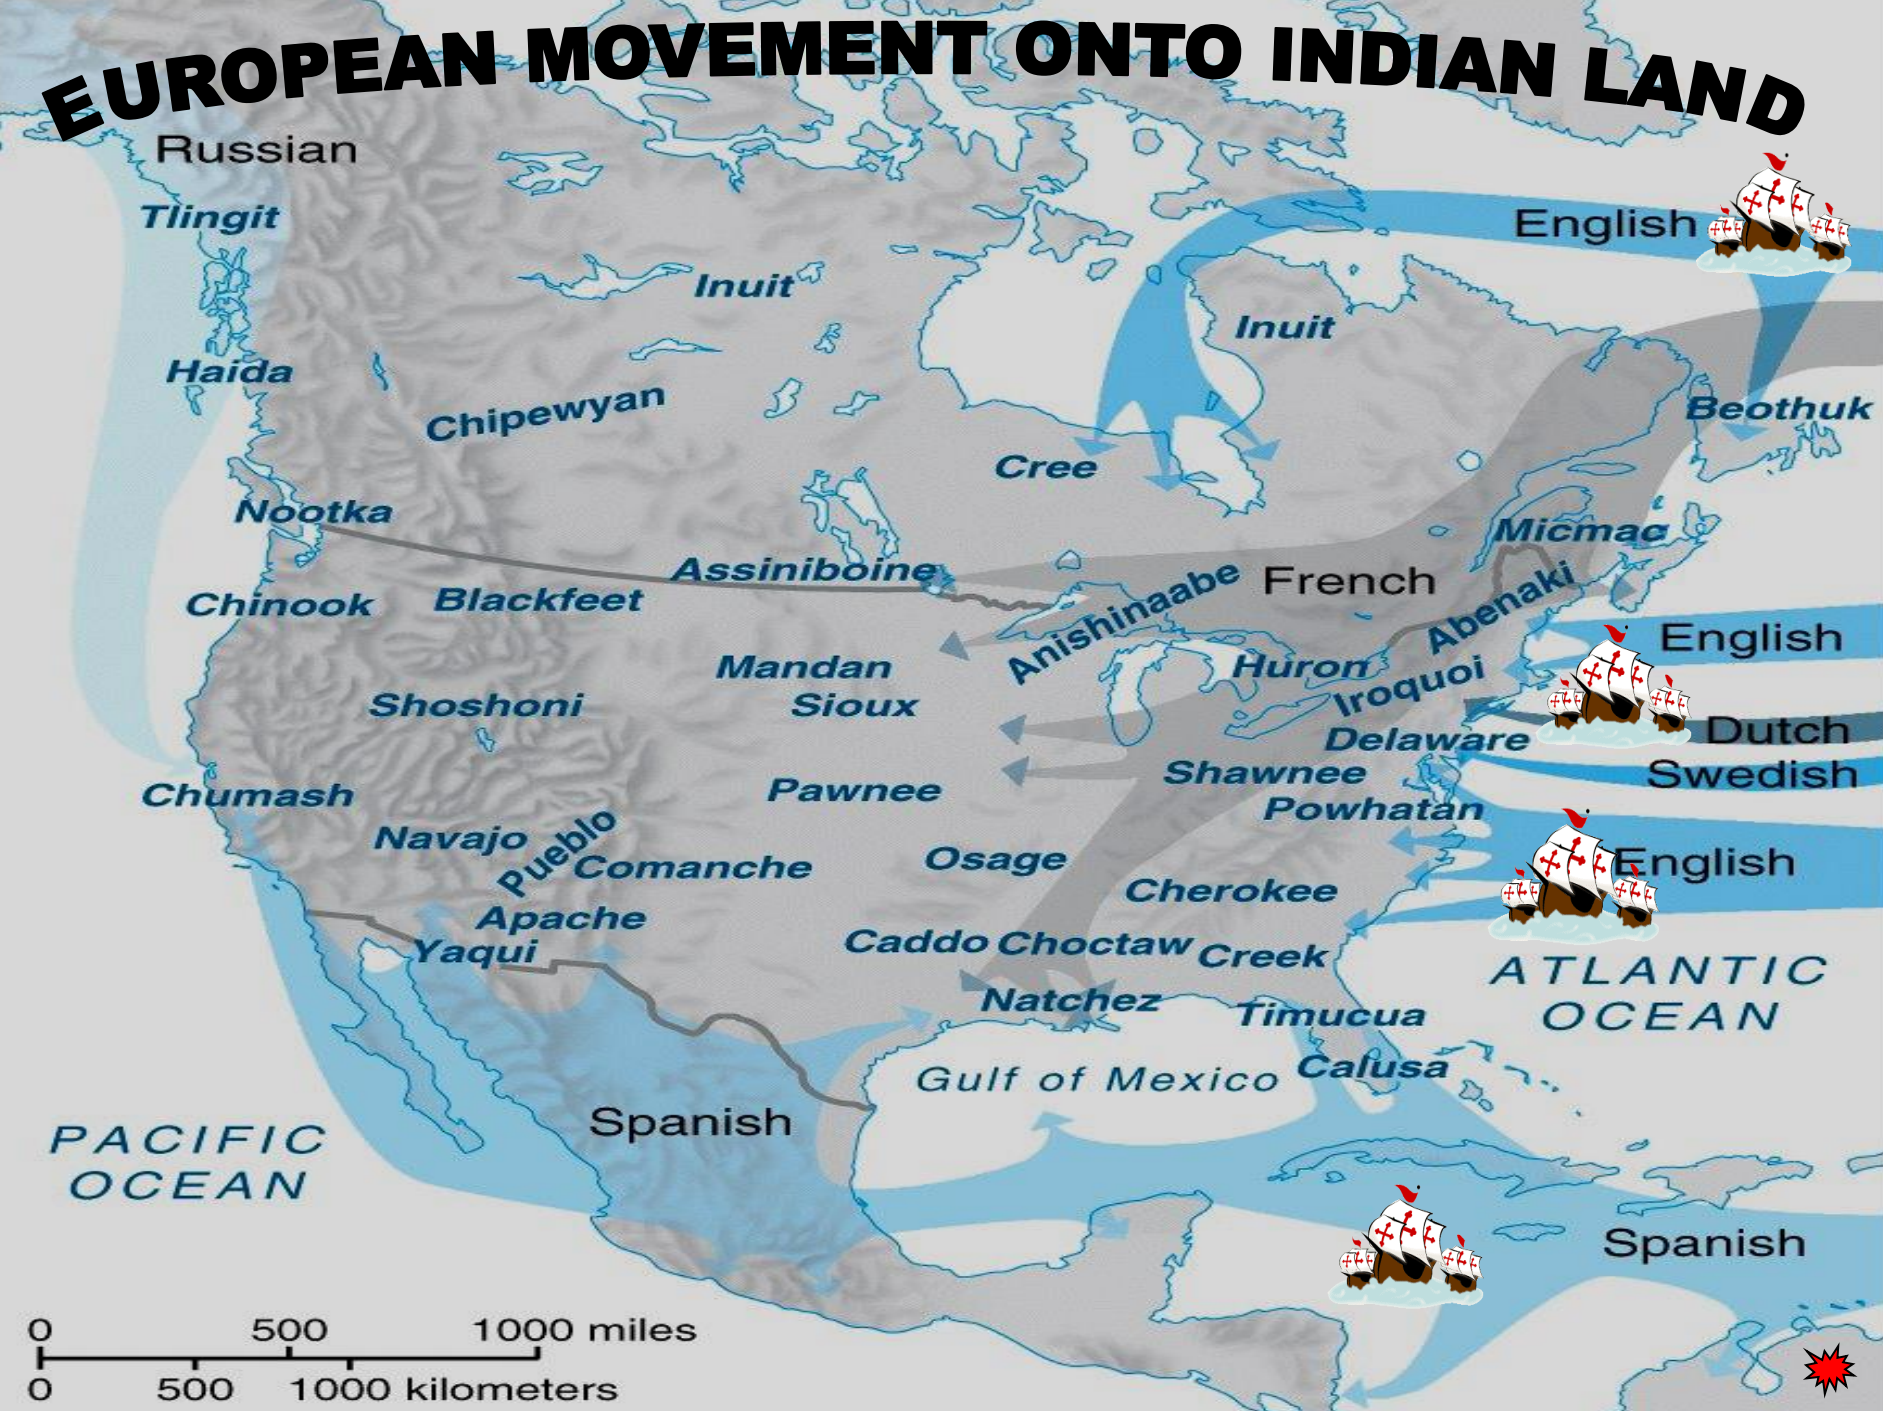 EUROPEAN MOVEMENT ONTO INDIAN LAND
Russian
Tlingit
English
Inuit
Inuit
Haida
Chipewyan
Beothuk
Cree
Nootka
Micmac
Assiniboine
French
Anishinaabe
Abenaki
Chinook
Blackfeet
English
Mandan
Huron
Iroquoi
Shoshoni
Sioux
Dutch
Delaware
Swedish
Shawnee
Chumash
Pawnee
Powhatan
Navajo
Pueblo
Comanche
Osage
English
Cherokee
Apache
Yaqui
Caddo
Choctaw
Creek
ATLANTIC
OCEAN
Natchez
Timucua
Calusa
Gulf of Mexico
Spanish
PACIFIC
OCEAN
Spanish
0 500 1000 miles
0 500 1000 kilometers